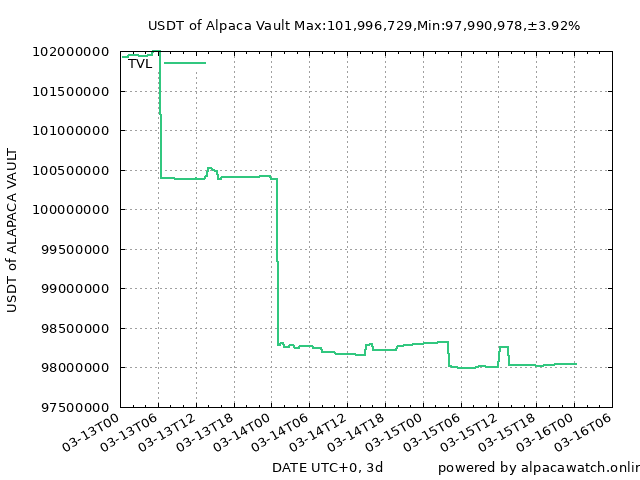 USDT of Alpaca Vault Max:101,996,729,Min:97,990,978,±3.92%
102000000
TVL
101500000
101000000
100500000
100000000
99500000
99000000
98500000
98000000
97500000
USDT of ALAPACA VAULT
03-13T00
03-13T06
03-13T12
03-13T18
03-14T00
03-14T06
03-14T12
03-14T18
03-15T00
03-15T06
03-15T12
03-15T18
03-16T00
03-16T06
DATE UTC+0, 3d
powered by alpacawatch.onlin